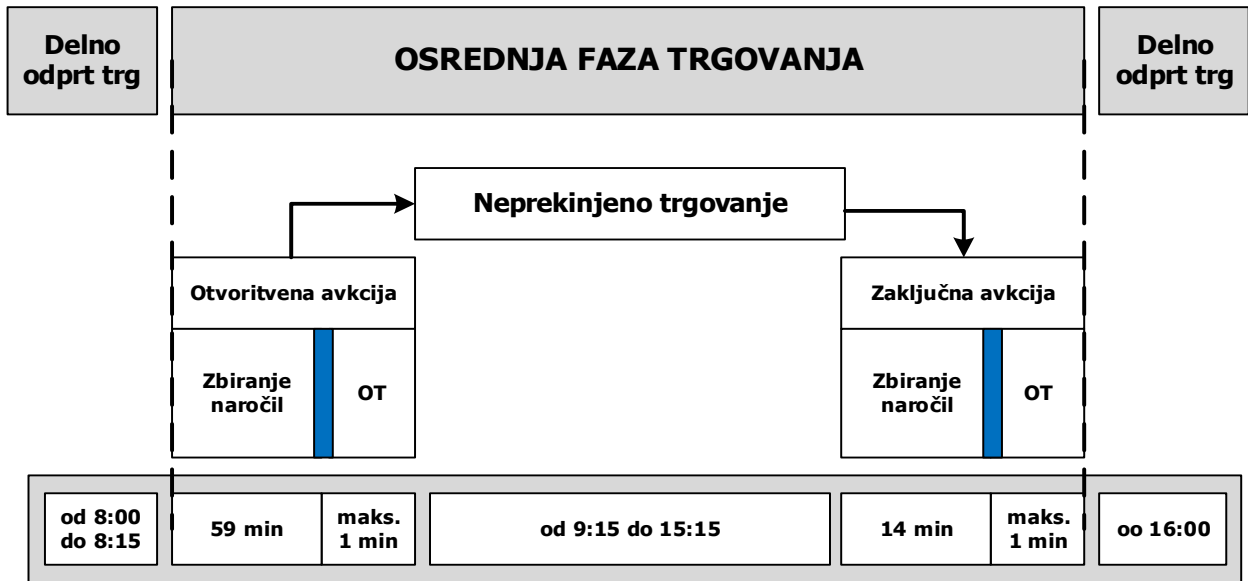 Delno
odprt trg
OSREDNJA FAZA TRGOVANJA
Delno
odprt trg
Neprekinjeno trgovanje
Otvoritvena avkcija
Zaključna avkcija
Zbiranje
naročil
OT
Zbiranje
naročil
OT
od 8:00
do 8:15
59 min
maks.
1 min
od 9:15 do 15:15
14 min
maks.
1 min
oo 16:00